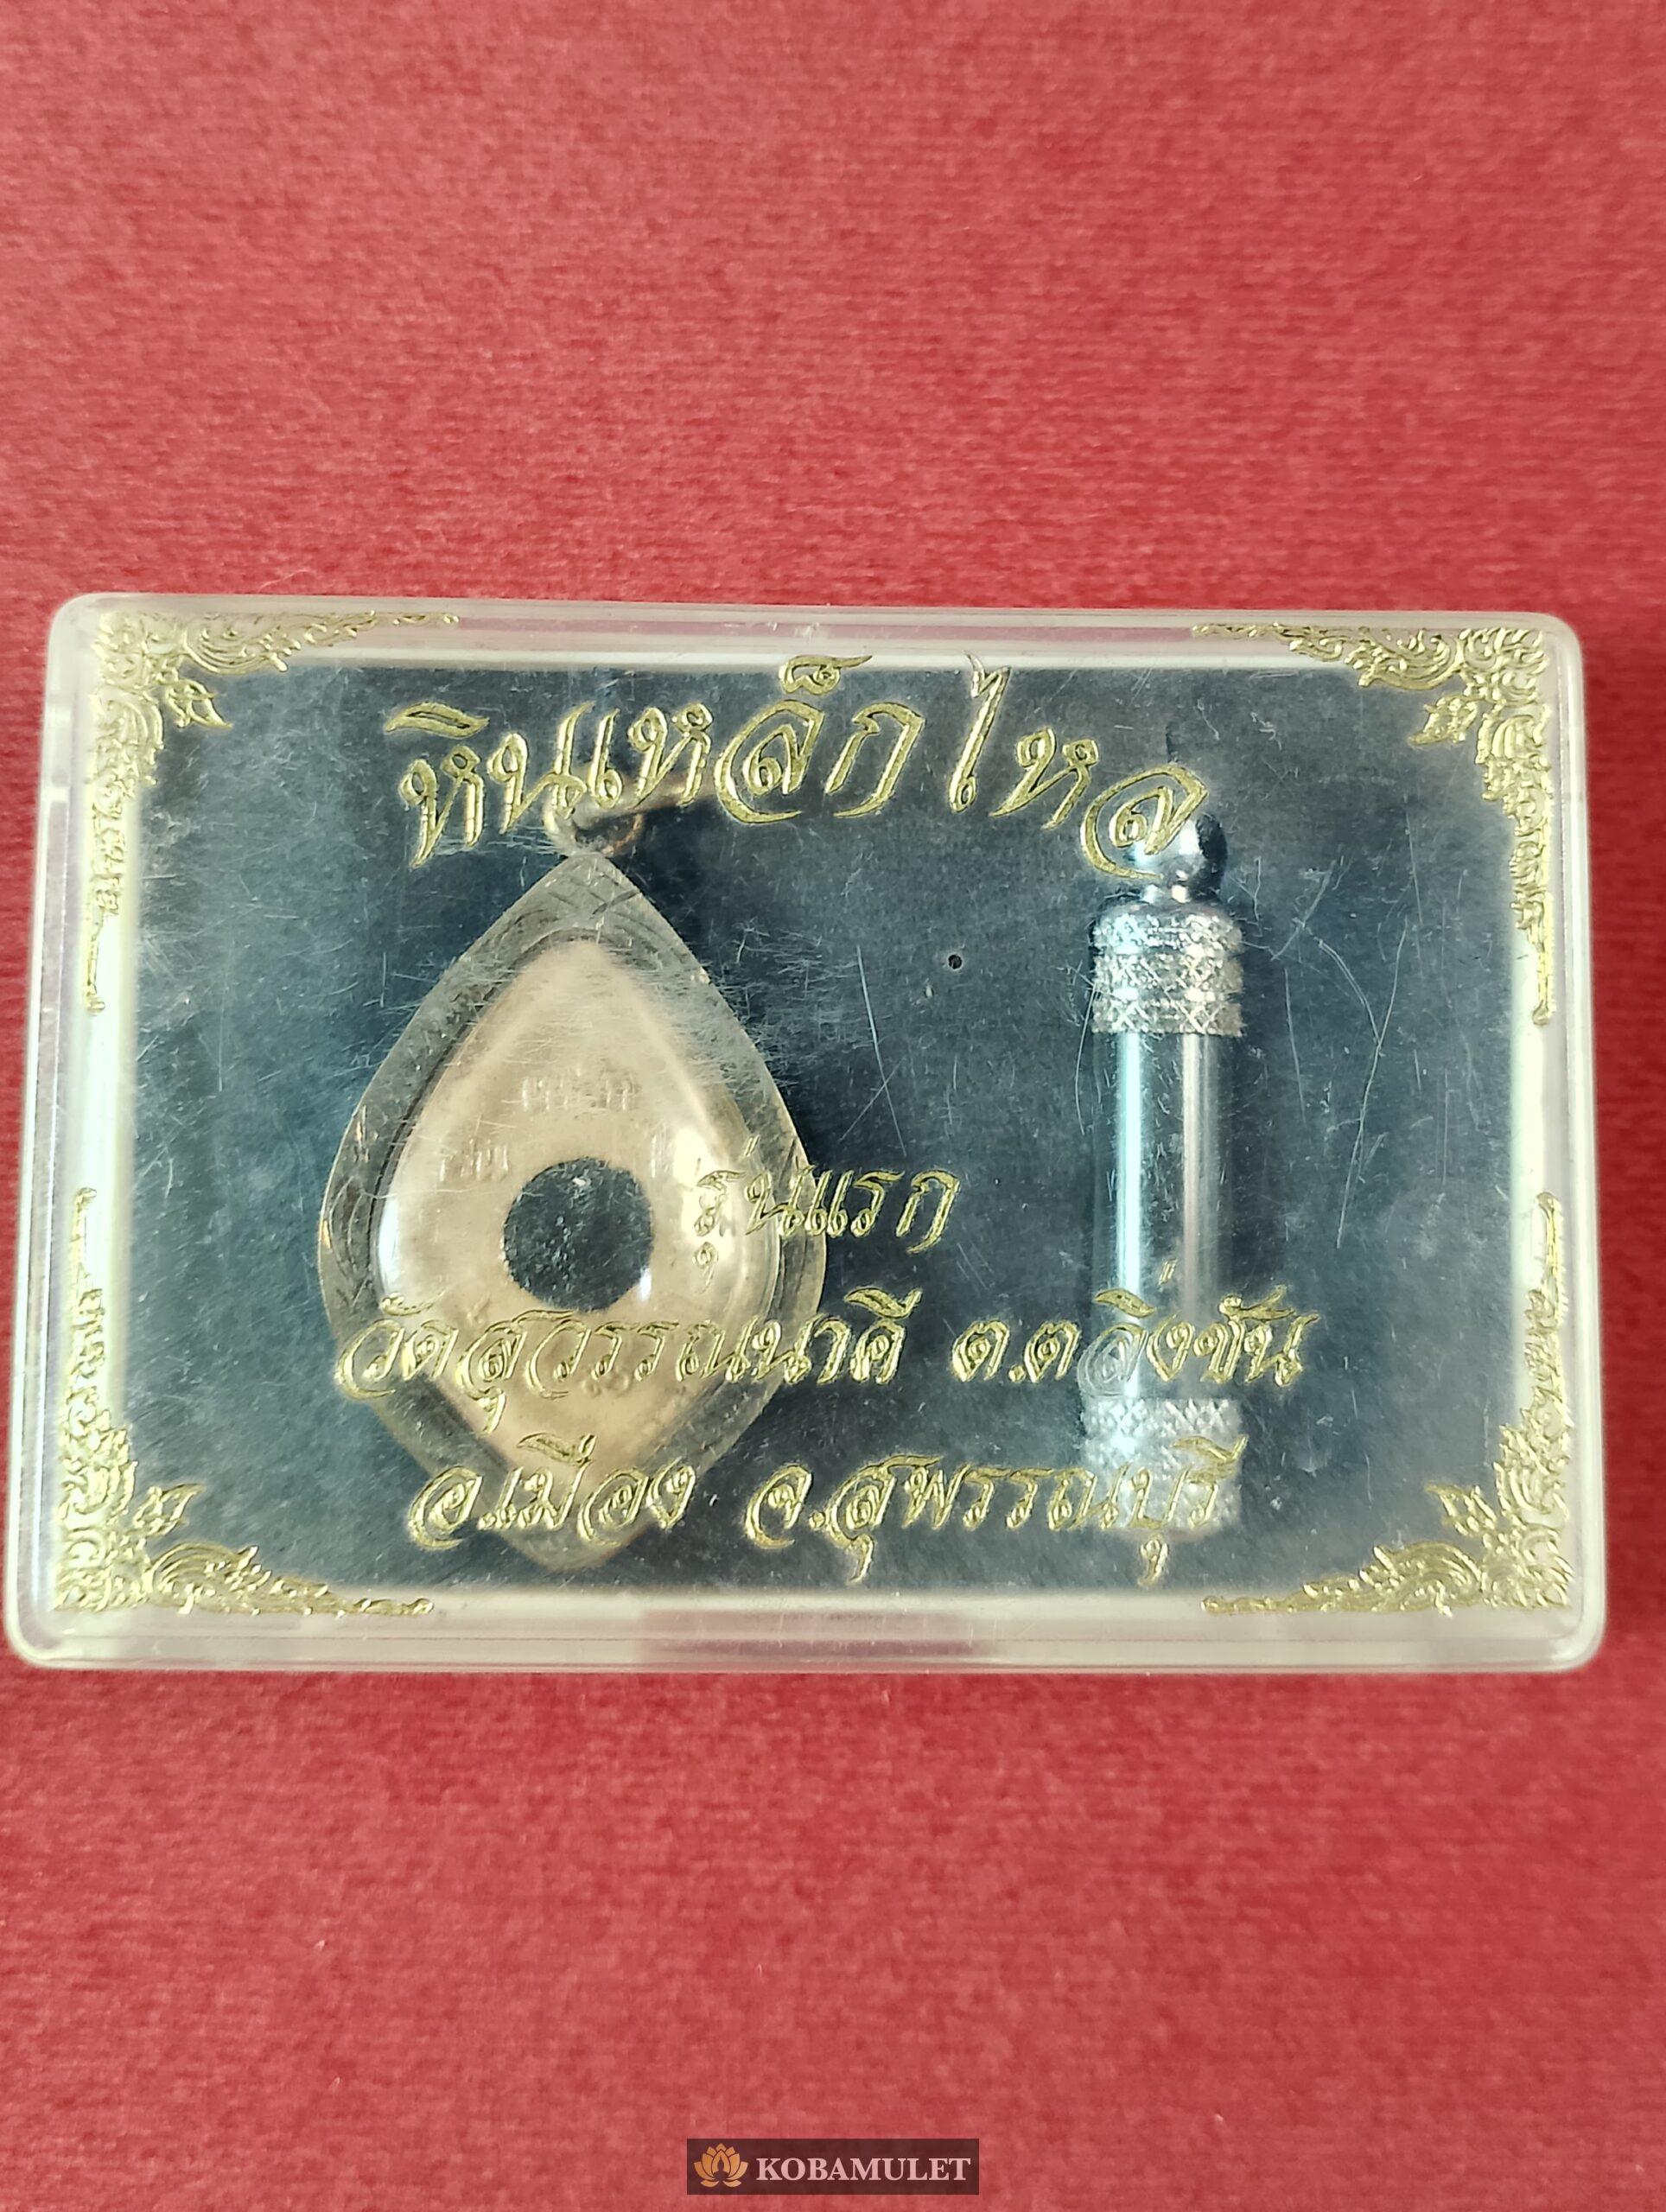 หินเหล็กไหล
รุ่นแรก
วัดสุวรรณนาคี ต.ตลิ่งชัน
อ.เมือง จ.สุพรรณบุรี
KOBAMULET